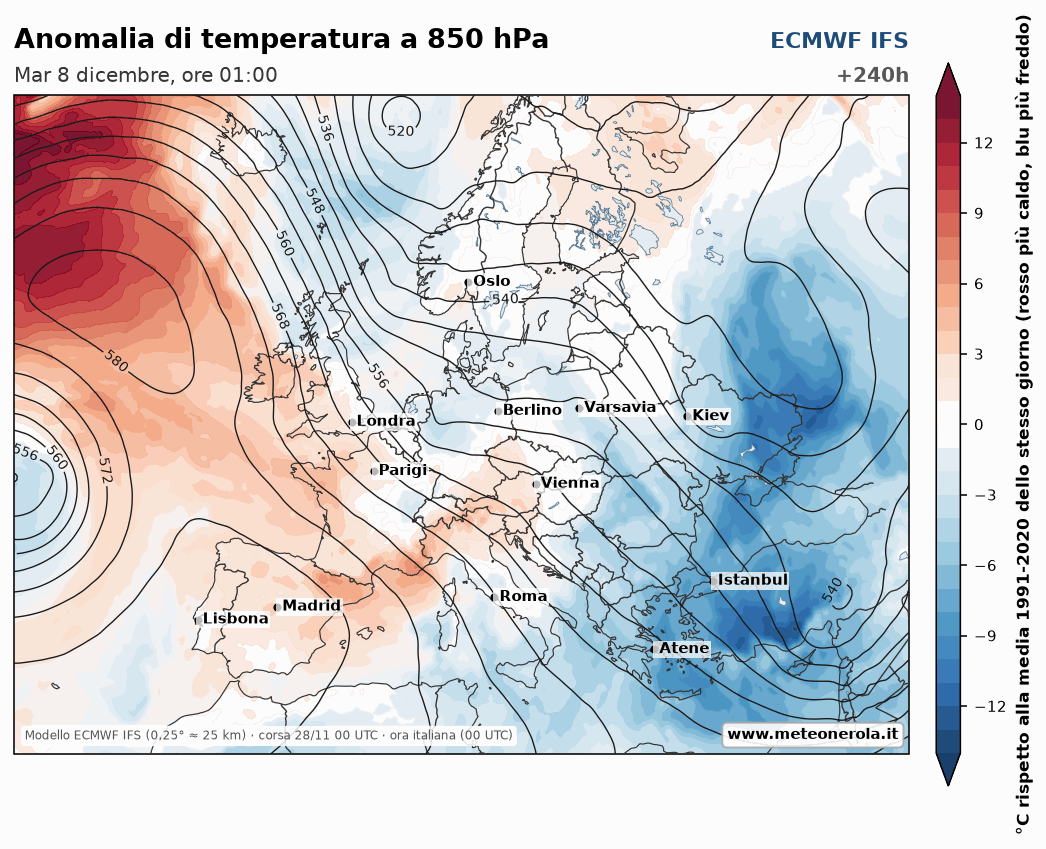 Anomalia di temperatura a 850 hPa
ECMWF IFS
Mar 8 dicembre, ore 01:00
+240h
520
536
548
560
568
580
556
540
Oslo
Berlino
Varsavia
Kiev
Londra
Parigi
Vienna
556
560
572
Istanbul
540
Roma
Madrid
Lisbona
Atene
Modello ECMWF IFS (0,25° ≈ 25 km) · corsa 28/11 00 UTC · ora italiana (00 UTC)
www.meteonerola.it
12
9
6
3
0
−3
−6
−9
−12
°C rispetto alla media 1991-2020 dello stesso giorno (rosso più caldo, blu più freddo)